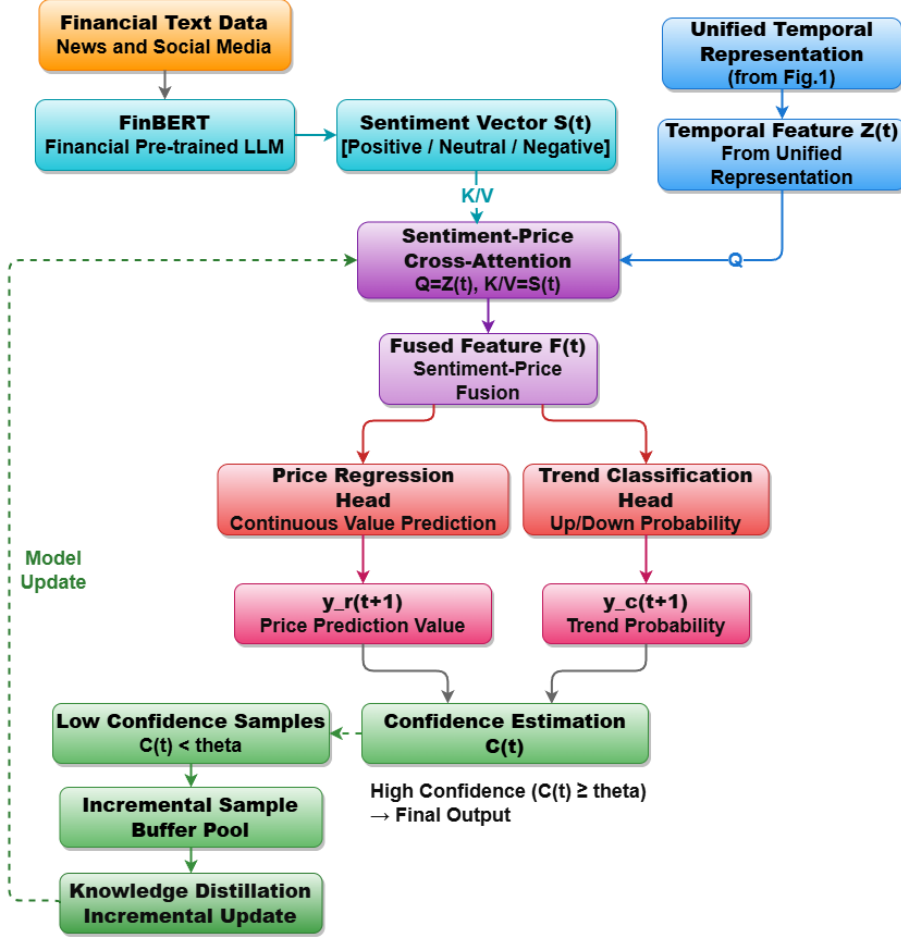 Financial Text Data
News and Social Media
Unified Temporal
Representation
(from Fig.1)
FinBERT
Financial Pre-trained LLM
Sentiment Vector S(t)
[Positive / Neutral / Negative]
Temporal Feature Z(t)
From Unified
Representation
K/V
Sentiment-Price
Cross-Attention
Q=Z(t), K/V=S(t)
Q
Fused Feature F(t)
Sentiment-Price
Fusion
Price Regression
Head
Continuous Value Prediction
Trend Classification
Head
Up/Down Probability
Model
Update
y_r(t+1)
Price Prediction Value
y_c(t+1)
Trend Probability
Low Confidence Samples
C(t) < theta
Confidence Estimation
C(t)
High Confidence (C(t) ≥ theta)
→ Final Output
Incremental Sample
Buffer Pool
Knowledge Distillation
Incremental Update